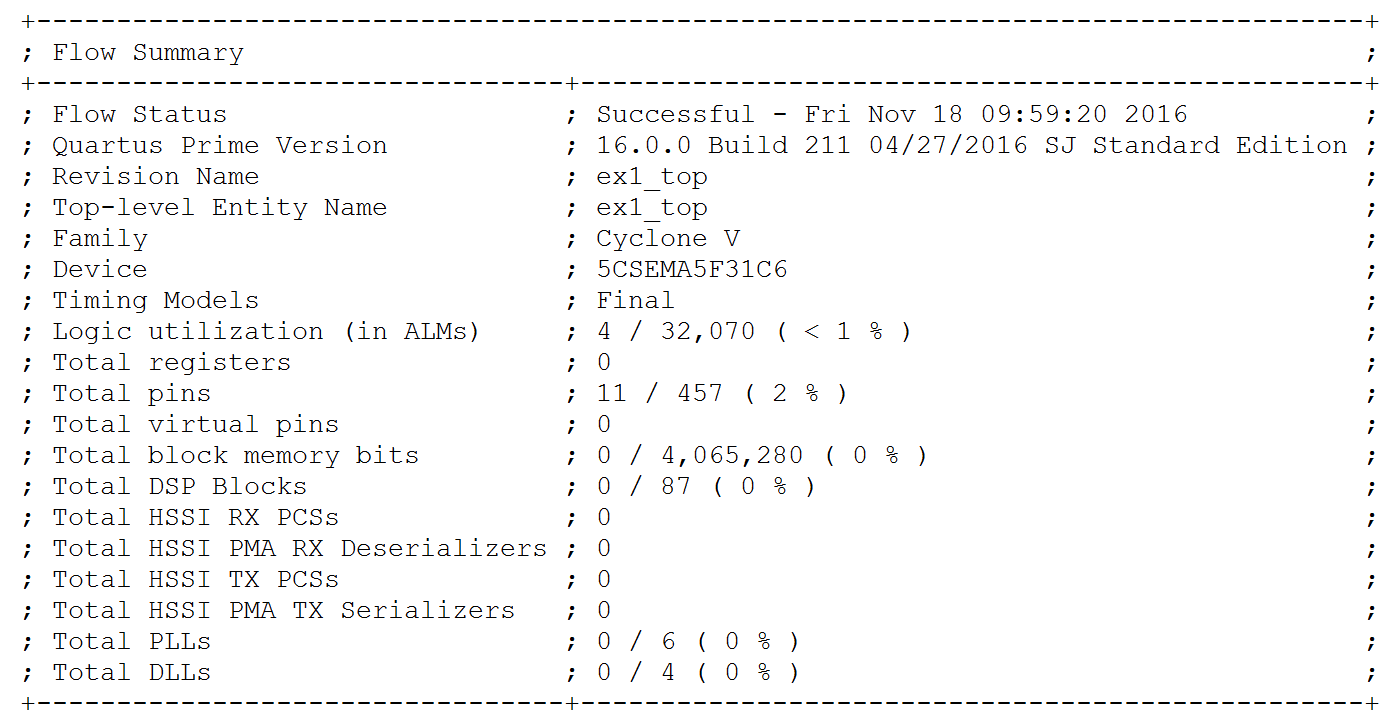 +-----------------------------------------------------------------------------------+
; Flow Summary                                                                      ;
+---------------------------------+-------------------------------------------------+
; Flow Status                     ; Successful - Fri Nov 18 09:59:20 2016           ;
; Quartus Prime Version           ; 16.0.0 Build 211 04/27/2016 SJ Standard Edition ;
; Revision Name                   ; ex1_top                                         ;
; Top-level Entity Name           ; ex1_top                                         ;
; Family                          ; Cyclone V                                       ;
; Device                          ; 5CSEMA5F31C6                                    ;
; Timing Models                   ; Final                                           ;
; Logic utilization (in ALMs)     ; 4 / 32,070 ( < 1 % )                            ;
; Total registers                 ; 0                                               ;
; Total pins                      ; 11 / 457 ( 2 % )                                ;
; Total virtual pins              ; 0                                               ;
; Total block memory bits         ; 0 / 4,065,280 ( 0 % )                           ;
; Total DSP Blocks                ; 0 / 87 ( 0 % )                                  ;
; Total HSSI RX PCSs              ; 0                                               ;
; Total HSSI PMA RX Deserializers ; 0                                               ;
; Total HSSI TX PCSs              ; 0                                               ;
; Total HSSI PMA TX Serializers   ; 0                                               ;
; Total PLLs                      ; 0 / 6 ( 0 % )                                   ;
; Total DLLs                      ; 0 / 4 ( 0 % )                                   ;
+---------------------------------+-------------------------------------------------+